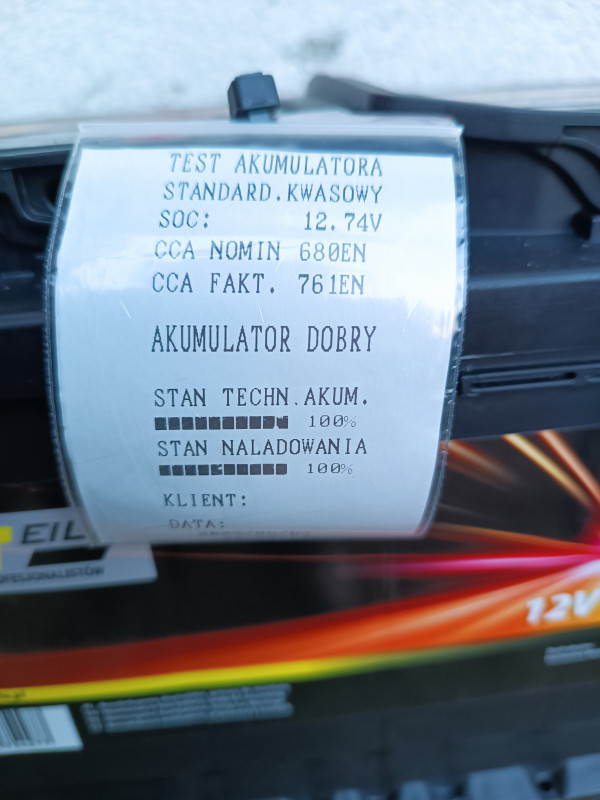 TEST AKUMULATORA
STANDARD.KWASOWY
SOC: 12.74V
CCA NOMIN 680EN
CCA FAKT. 761EN
AKUMULATOR DOBRY
STAN TECHN.AKUM.
100%
STAN NALADOWANIA
100%
KLIENT:
DATA:
EIL
12V